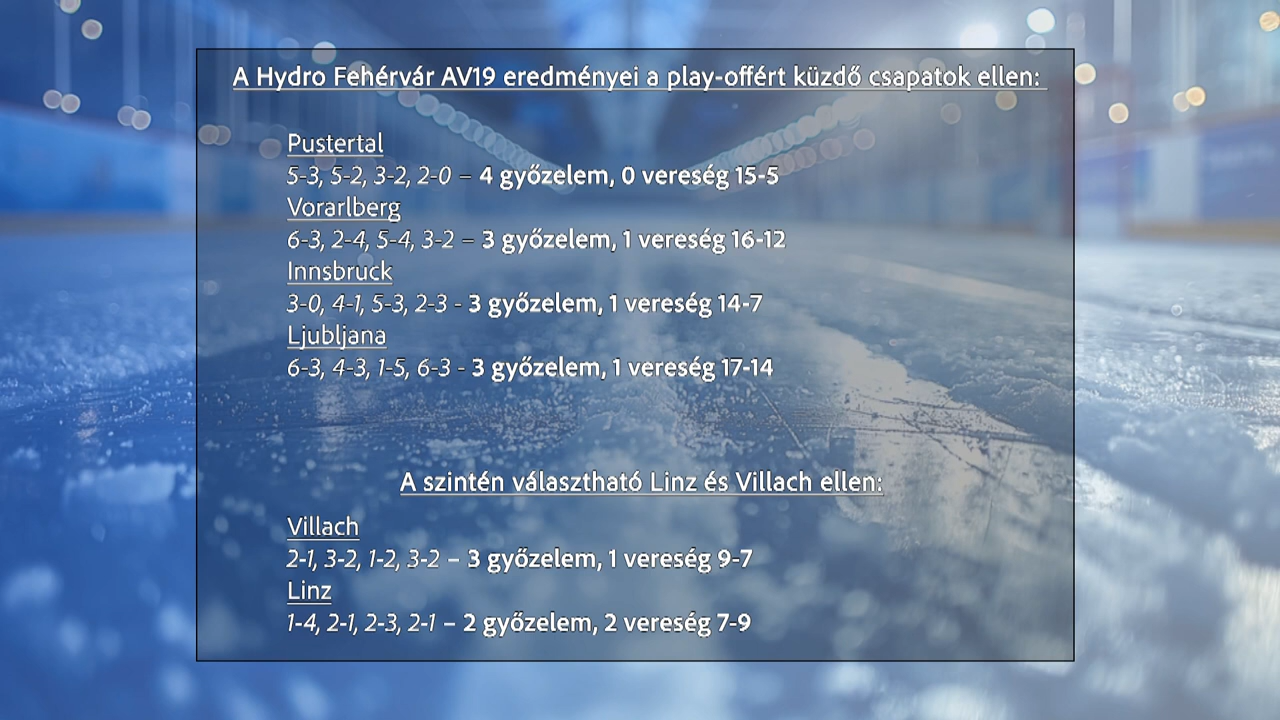 A Hydro Fehérvár AV19 eredményei a play-offért küzdő csapatok ellen:
Pustertal
5-3, 5-2, 3-2, 2-0 – 4 győzelem, 0 vereség 15-5
Vorarlberg
6-3, 2-4, 5-4, 3-2 – 3 győzelem, 1 vereség 16-12
Innsbruck
3-0, 4-1, 5-3, 2-3 - 3 győzelem, 1 vereség 14-7
Ljubljana
6-3, 4-3, 1-5, 6-3 - 3 győzelem, 1 vereség 17-14
A szintén választható Linz és Villach ellen:
Villach
2-1, 3-2, 1-2, 3-2 – 3 győzelem, 1 vereség 9-7
Linz
1-4, 2-1, 2-3, 2-1 – 2 győzelem, 2 vereség 7-9